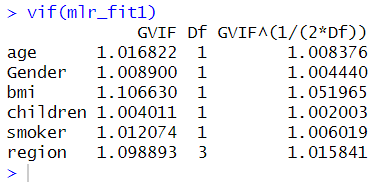 > vif(mlr_fit1)
GVIF Df GVIF^(1/(2*Df))
age 1.016822 1 1.008376
Gender 1.008900 1 1.004440
bmi 1.106630 1 1.051965
children 1.004011 1 1.002003
smoker 1.012074 1 1.006019
region 1.098893 3 1.015841
>